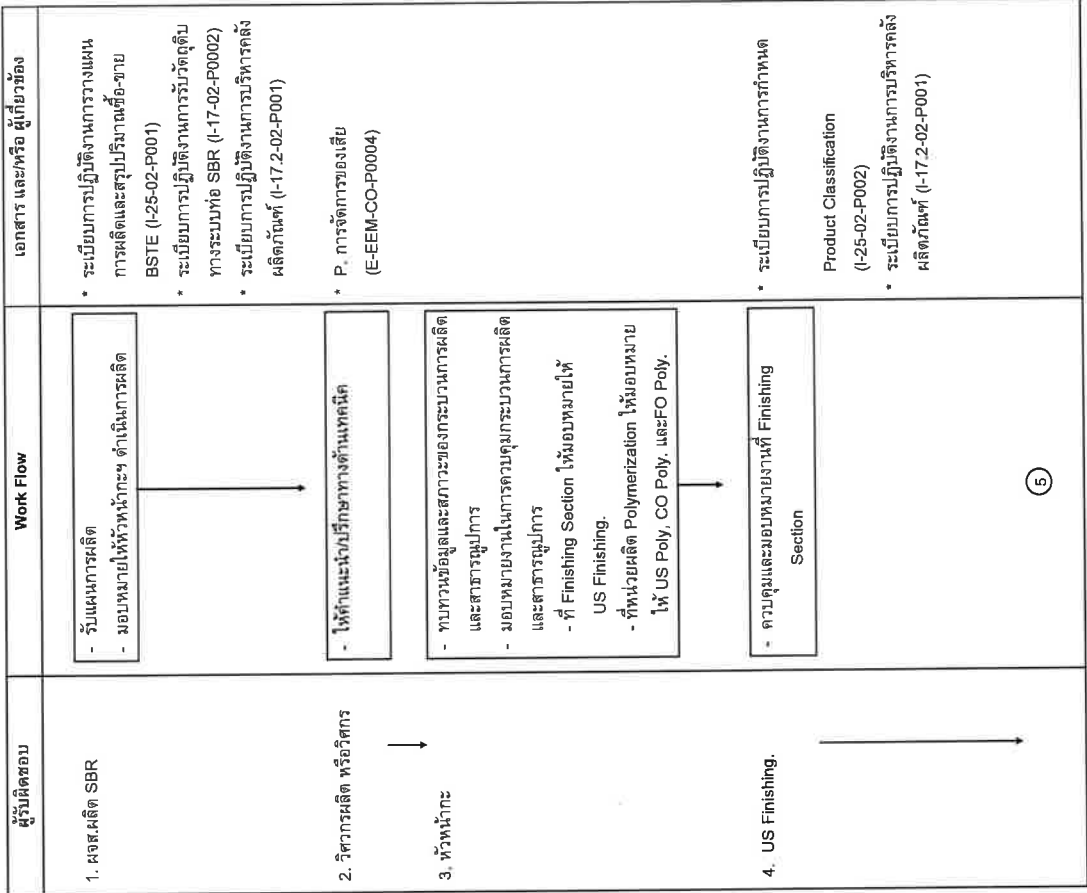 ผู้รับผิดชอบ
Work Flow
เอกสาร และ/หรือ ผู้เกี่ยวข้อง
1. ผจส.ผลิต SBR
- รับแผนการผลิต
- มอบหมายให้หัวหน้ากะฯ ดำเนินการผลิต
* ระเบียบการปฏิบัติงานการวางแผน
การผลิตและสรุปปริมาณซื้อ-ขาย
BSTE (I-25-02-P001)
* ระเบียบการปฏิบัติงานการรับวัตถุดิบ
ทางระบบท่อ SBR (I-17-02-P0002)
* ระเบียบการปฏิบัติงานการบริหารคลัง
ผลิตภัณฑ์ (I-17.2-02-P001)
2. วิศวกรผลิต หรือวิศกร
- ให้คำแนะนำ/ปรึกษาทางด้านเทคนิค
* P. การจัดการของเสีย
(E-EEM-CO-P0004)
3. หัวหน้ากะ
- ทบทวนข้อมูลและสภาวะของกระบวนการผลิต
และสาธารณูปการ
- มอบหมายงานในการควบคุมกระบวนการผลิต
และสาธารณูปการ
- ที่ Finishing Section ให้มอบหมายให้
US Finishing.
- ที่หน่วยผลิต Polymerization ให้มอบหมาย
ให้ US Poly, CO Poly. และFO Poly.
4. US Finishing.
- ควบคุมและมอบหมายงานที่ Finishing
Section
* ระเบียบการปฏิบัติงานการกำหนด
Product Classification
(I-25-02-P002)
* ระเบียบการปฏิบัติงานการบริหารคลัง
ผลิตภัณฑ์ (I-17.2-02-P001)
5